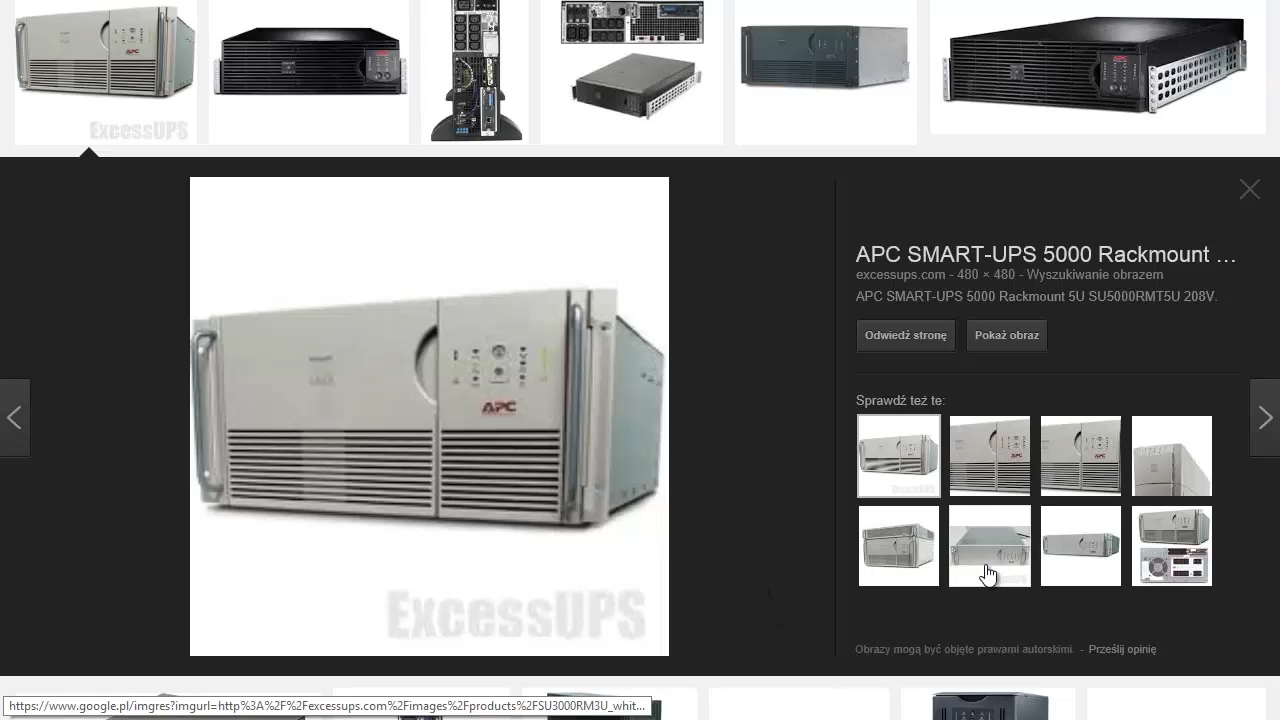 APC
ExcessUPS
APC SMART-UPS 5000 Rackmount ...
excessups.com - 480 × 480 - Wyszukiwanie obrazem
APC SMART-UPS 5000 Rackmount 5U SU5000RMT5U 208V.
Odwiedź stronę
Pokaż obraz
Sprawdź też te:
APC
ExcessUPS
Obrazy mogą być objęte prawami autorskimi. - Prześlij opinię
https://www.google.pl/imgres?imgurl=http%3A%2F%2Fexcessups.com%2Fimages%2Fproducts%2FSU3000RM3U_whit...